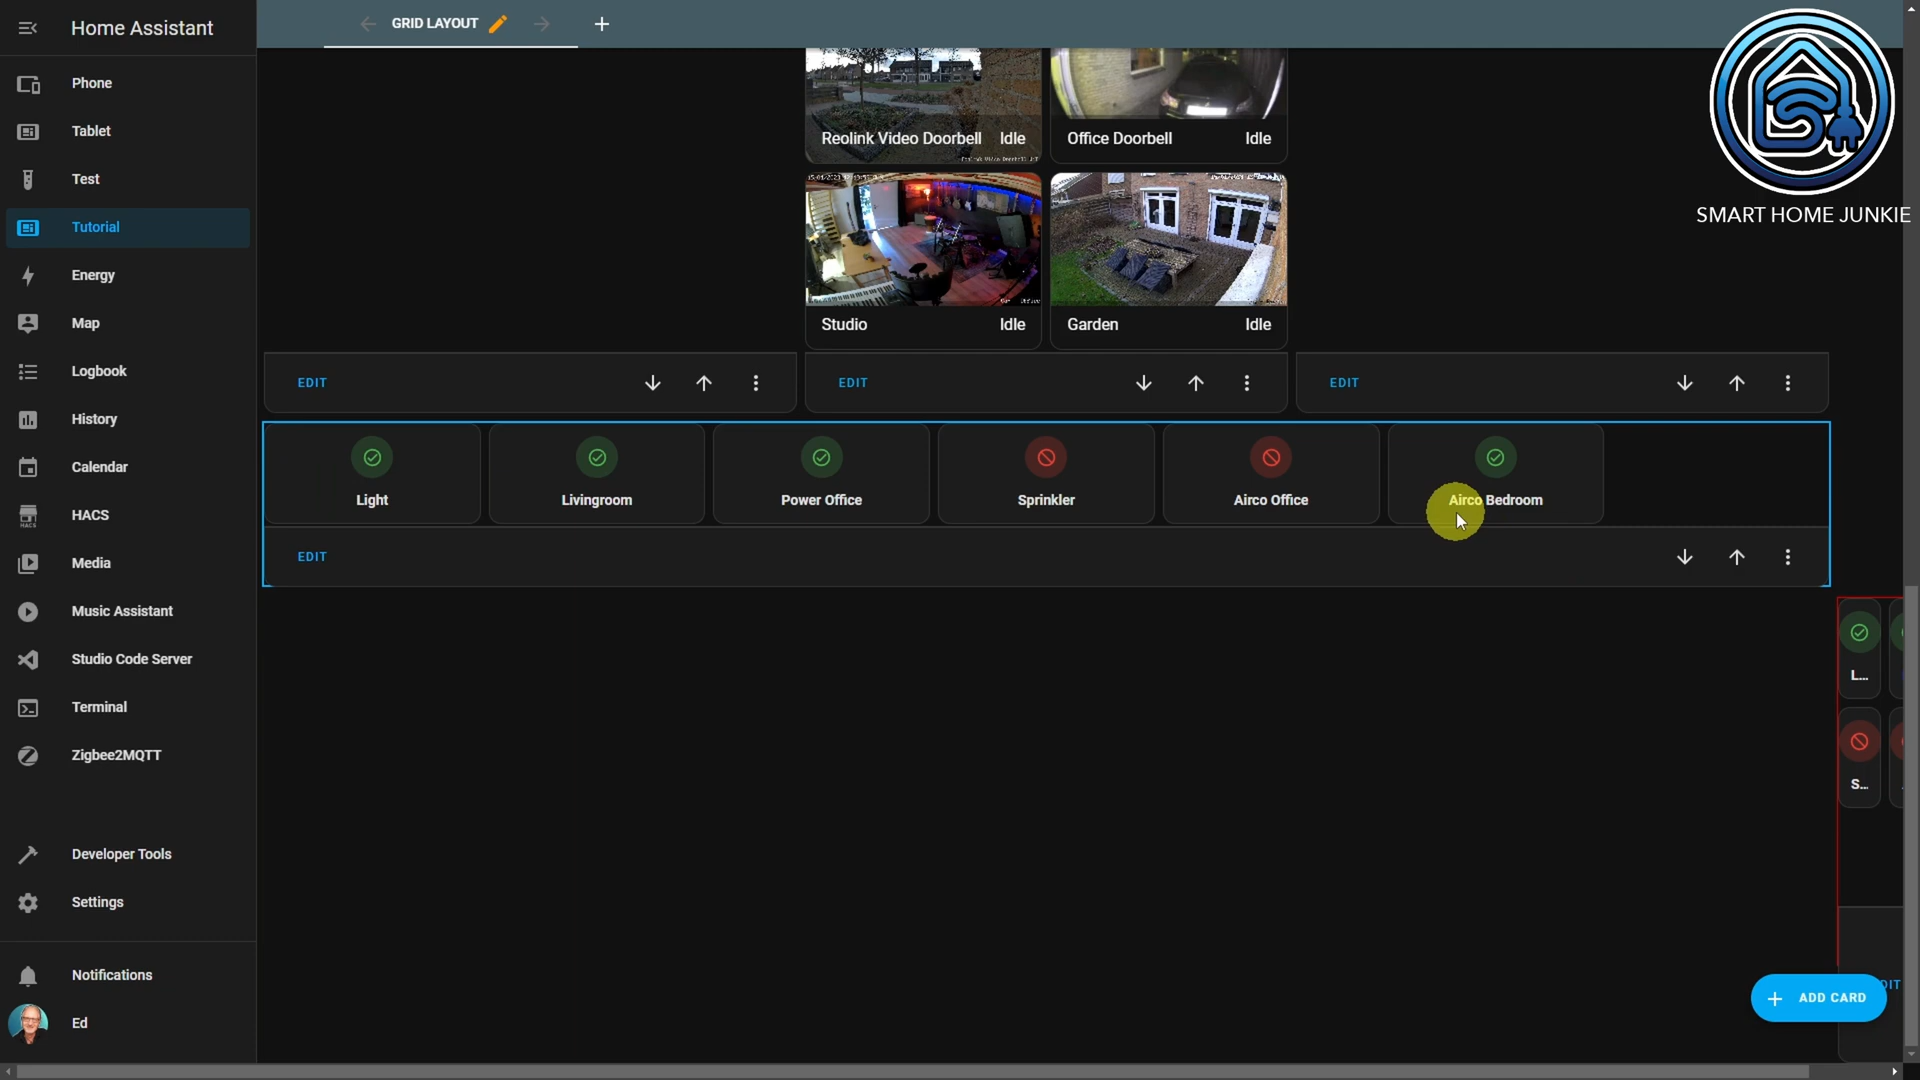 Home Assistant
GRID LAYOUT
SMART HOME JUNKIE
Phone
Tablet
Test
Tutorial
Energy
Map
Logbook
History
Calendar
HACS
HACS
Media
Music Assistant
Studio Code Server
Terminal
Zigbee2MQTT
Developer Tools
Settings
Notifications
Ed
Reolink Video Doorbell Idle
Office Doorbell Idle
Studio Idle
Garden Idle
EDIT
EDIT
EDIT
Light
Livingroom
Power Office
Sprinkler
Airco Office
Airco Bedroom
EDIT
L...
S...
DIT
ADD CARD